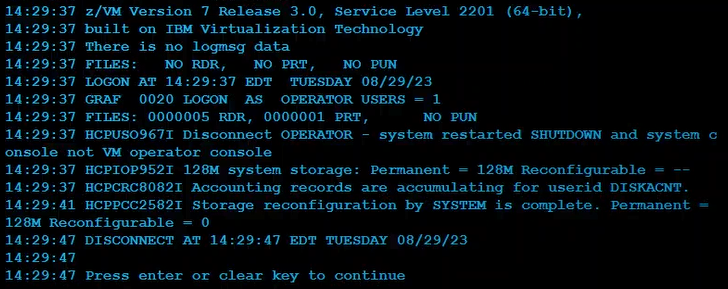 14:29:37 z/VM Version 7 Release 3.0, Service Level 2201 (64-bit),
14:29:37 built on IBM Virtualization Technology
14:29:37 There is no logmsg data
14:29:37 FILES:   NO RDR,   NO PRT,   NO PUN
14:29:37 LOGON AT 14:29:37 EDT  TUESDAY 08/29/23
14:29:37 GRAF  0020 LOGON  AS  OPERATOR USERS = 1
14:29:37 FILES: 0000005 RDR, 0000001 PRT,      NO PUN
14:29:37 HCPUSO967I Disconnect OPERATOR - system restarted SHUTDOWN and system c
onsole not VM operator console
14:29:37 HCPIOP952I 128M system storage: Permanent = 128M Reconfigurable = --
14:29:37 HCPCRC8082I Accounting records are accumulating for userid DISKACNT.
14:29:41 HCPPCC2582I Storage reconfiguration by SYSTEM is complete. Permanent =
128M Reconfigurable = 0
14:29:47 DISCONNECT AT 14:29:47 EDT TUESDAY 08/29/23
14:29:47
14:29:47 Press enter or clear key to continue